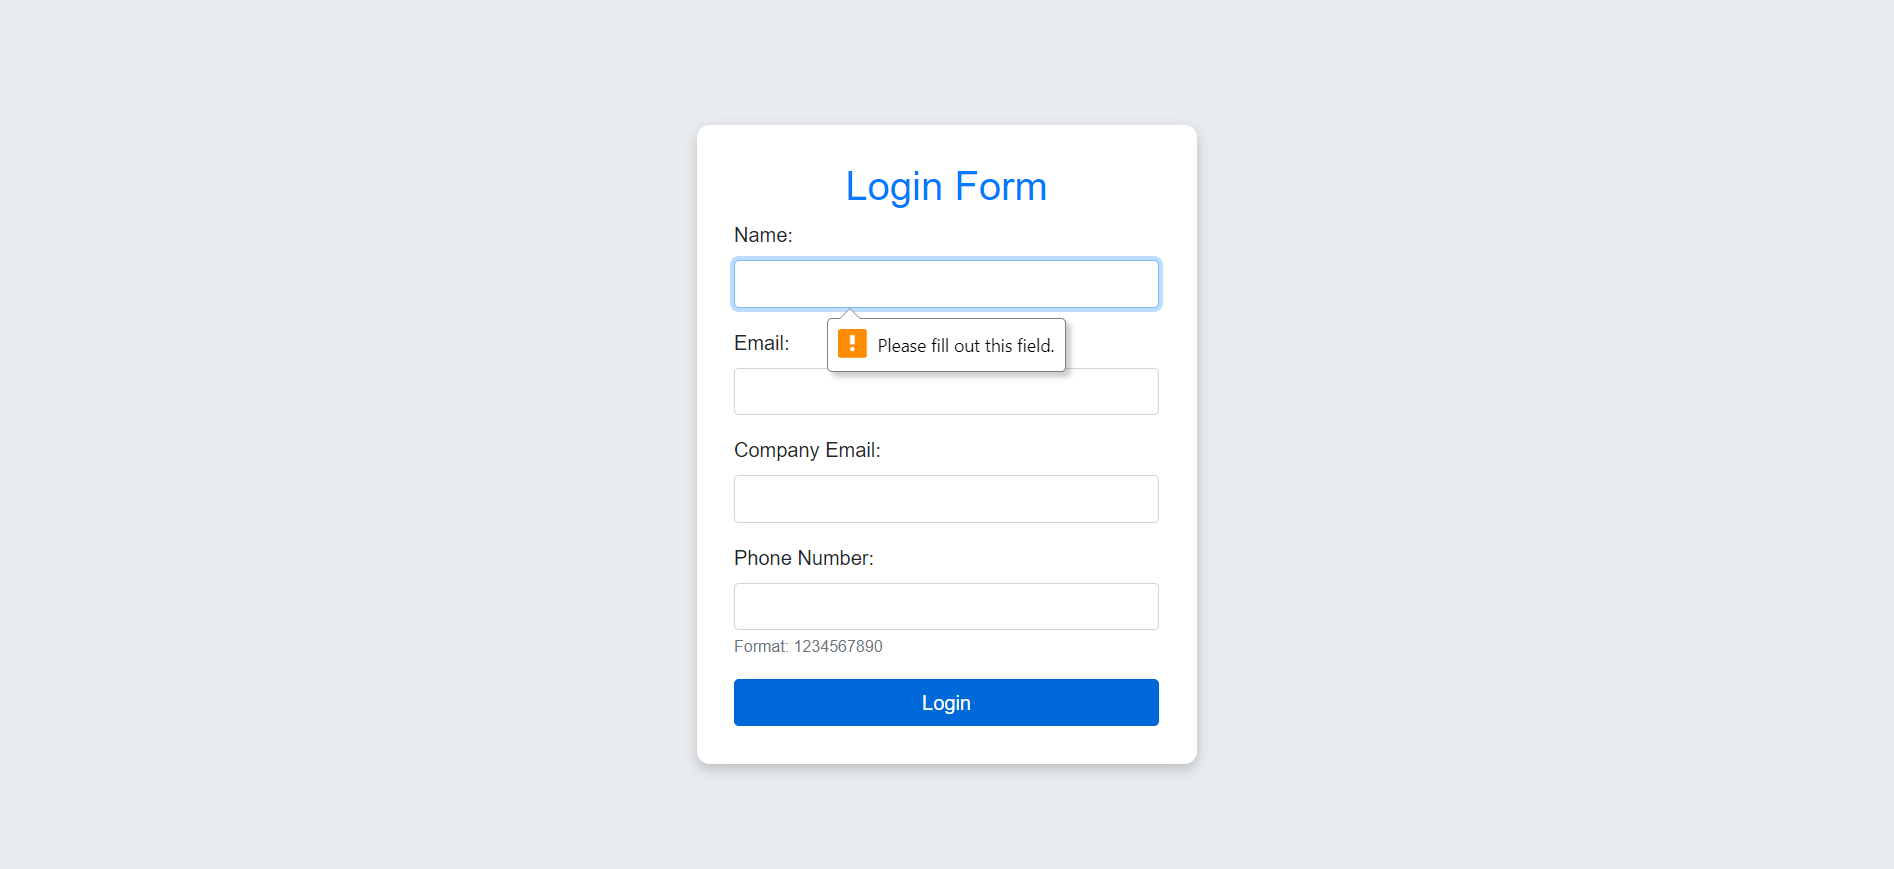 Login Form
Name:
Please fill out this field.
Email:
Company Email:
Phone Number:
Format: 1234567890
Login